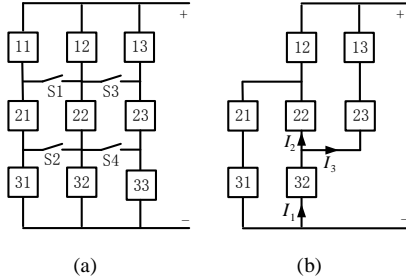 + +
11 12 13 12 13
S1 S3
21 22 23 21 22 23
S2 S4 I2 I3
31 32 33 31 32
I1
− −
(a) (b)